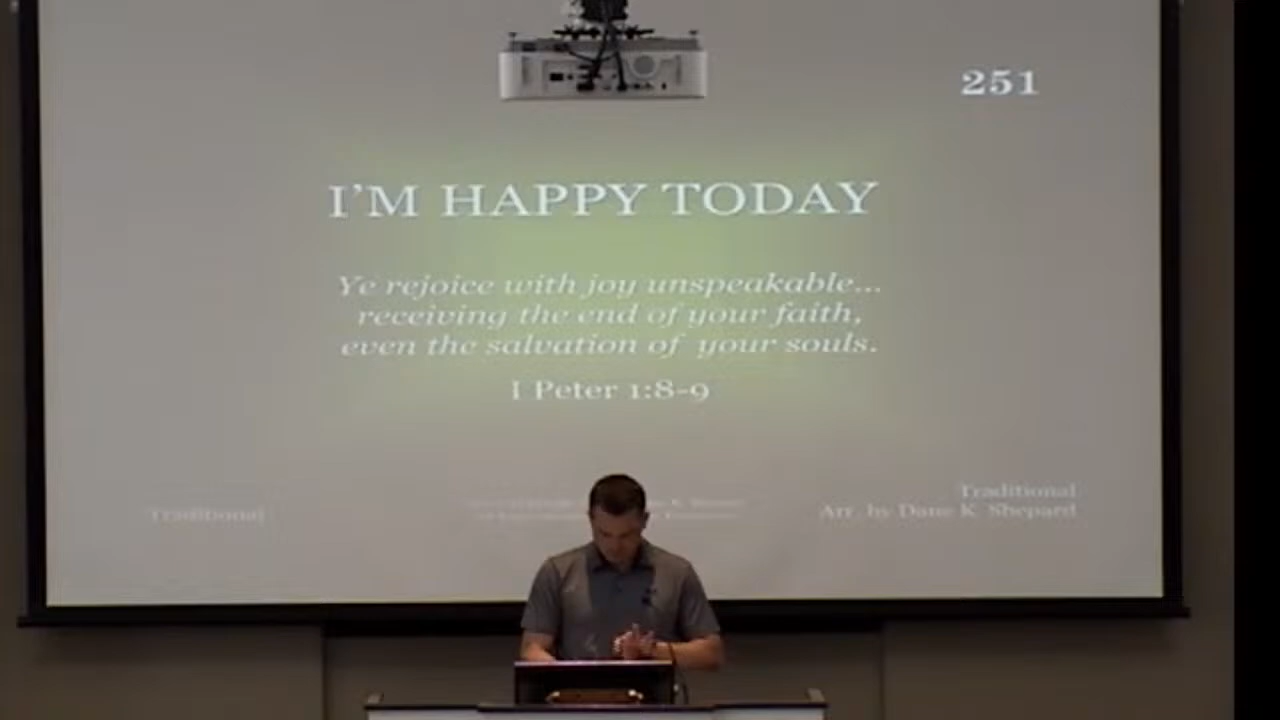 251
I'M HAPPY TODAY
Ye rejoice with joy unspeakable...
receiving the end of your faith,
even the salvation of your souls.
I Peter 1:8-9
Traditional
Traditional
Arr. by Dane K. Shepard